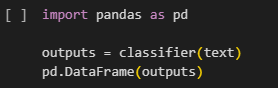 [ ] import pandas as pd
outputs = classifier(text)
pd.DataFrame(outputs)